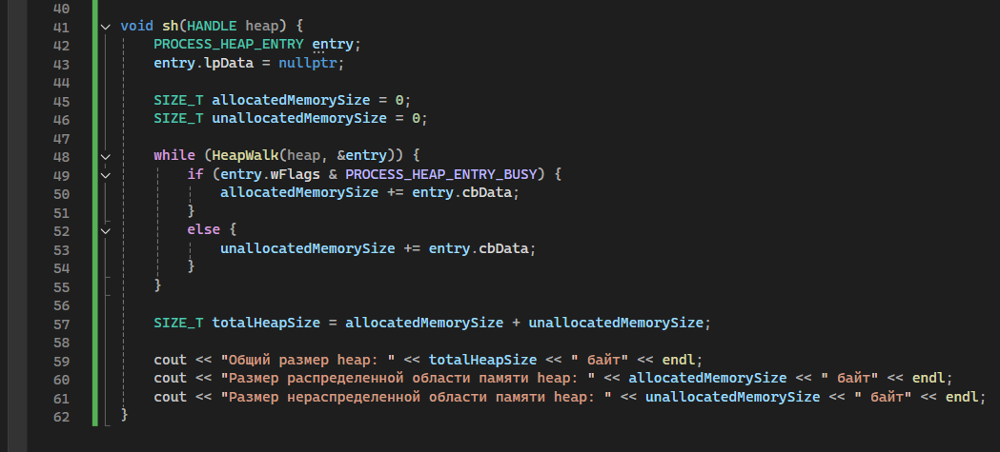 40
41 void sh(HANDLE heap) {
42 PROCESS_HEAP_ENTRY entry;
43 entry.lpData = nullptr;
44
45 SIZE_T allocatedMemorySize = 0;
46 SIZE_T unallocatedMemorySize = 0;
47
48 while (HeapWalk(heap, &entry)) {
49 if (entry.wFlags & PROCESS_HEAP_ENTRY_BUSY) {
50 allocatedMemorySize += entry.cbData;
51 }
52 else {
53 unallocatedMemorySize += entry.cbData;
54 }
55 }
56
57 SIZE_T totalHeapSize = allocatedMemorySize + unallocatedMemorySize;
58
59 cout << "Общий размер heap: " << totalHeapSize << " байт" << endl;
60 cout << "Размер распределенной области памяти heap: " << allocatedMemorySize << " байт" << endl;
61 cout << "Размер нераспределенной области памяти heap: " << unallocatedMemorySize << " байт" << endl;
62 }